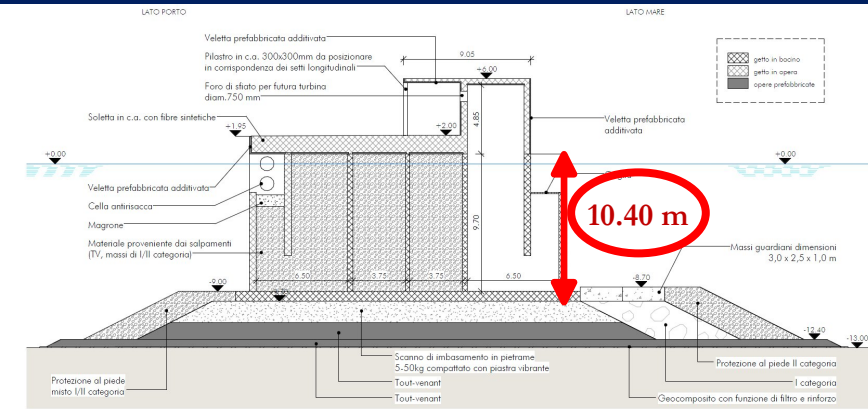 LATO PORTO
LATO MARE
Veletta prefabbricata additivata
Pilastro in c.a. 300x300mm da posizionare
in corrispondenza dei setti longitudinali
Foro di sfiato per futura turbina
diam.750 mm
Soletta in c.a. con fibre sintetiche
9.05
+6.00
getto in bacino
getto in opera
opere prefabbricate
4.85
Veletta prefabbricata
additivata
+1.95
+2.00
+0.00
+0.00
Veletta prefabbricata additivata
Cella antirisacca
Magrone
Materiale proveniente dai salpamenti
(TV, massi di I/II categoria)
9.70
10.40 m
Massi guardiani dimensioni
3,0 x 2,5 x 1,0 m
6.50
3.75
3.75
6.50
-9.00
-8.70
-12.40
-13.00
Scanno di imbasamento in pietrame
5-50kg compattato con piastra vibrante
Tout-venant
Tout-venant
Protezione al piede
misto I/II categoria
Protezione al piede II categoria
I categoria
Geocomposito con funzione di filtro e rinforzo